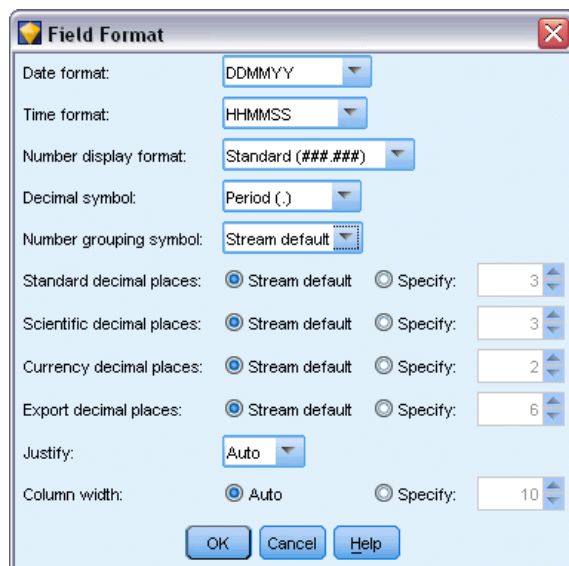 Field Format
Date format: DDMMYY
Time format: HHMMSS
Number display format: Standard (###.###)
Decimal symbol: Period (.)
Number grouping symbol: Stream default
Standard decimal places: Stream default Specify: 3
Scientific decimal places: Stream default Specify: 3
Currency decimal places: Stream default Specify: 2
Export decimal places: Stream default Specify: 6
Justify: Auto
Column width: Auto Specify: 10
OK Cancel Help